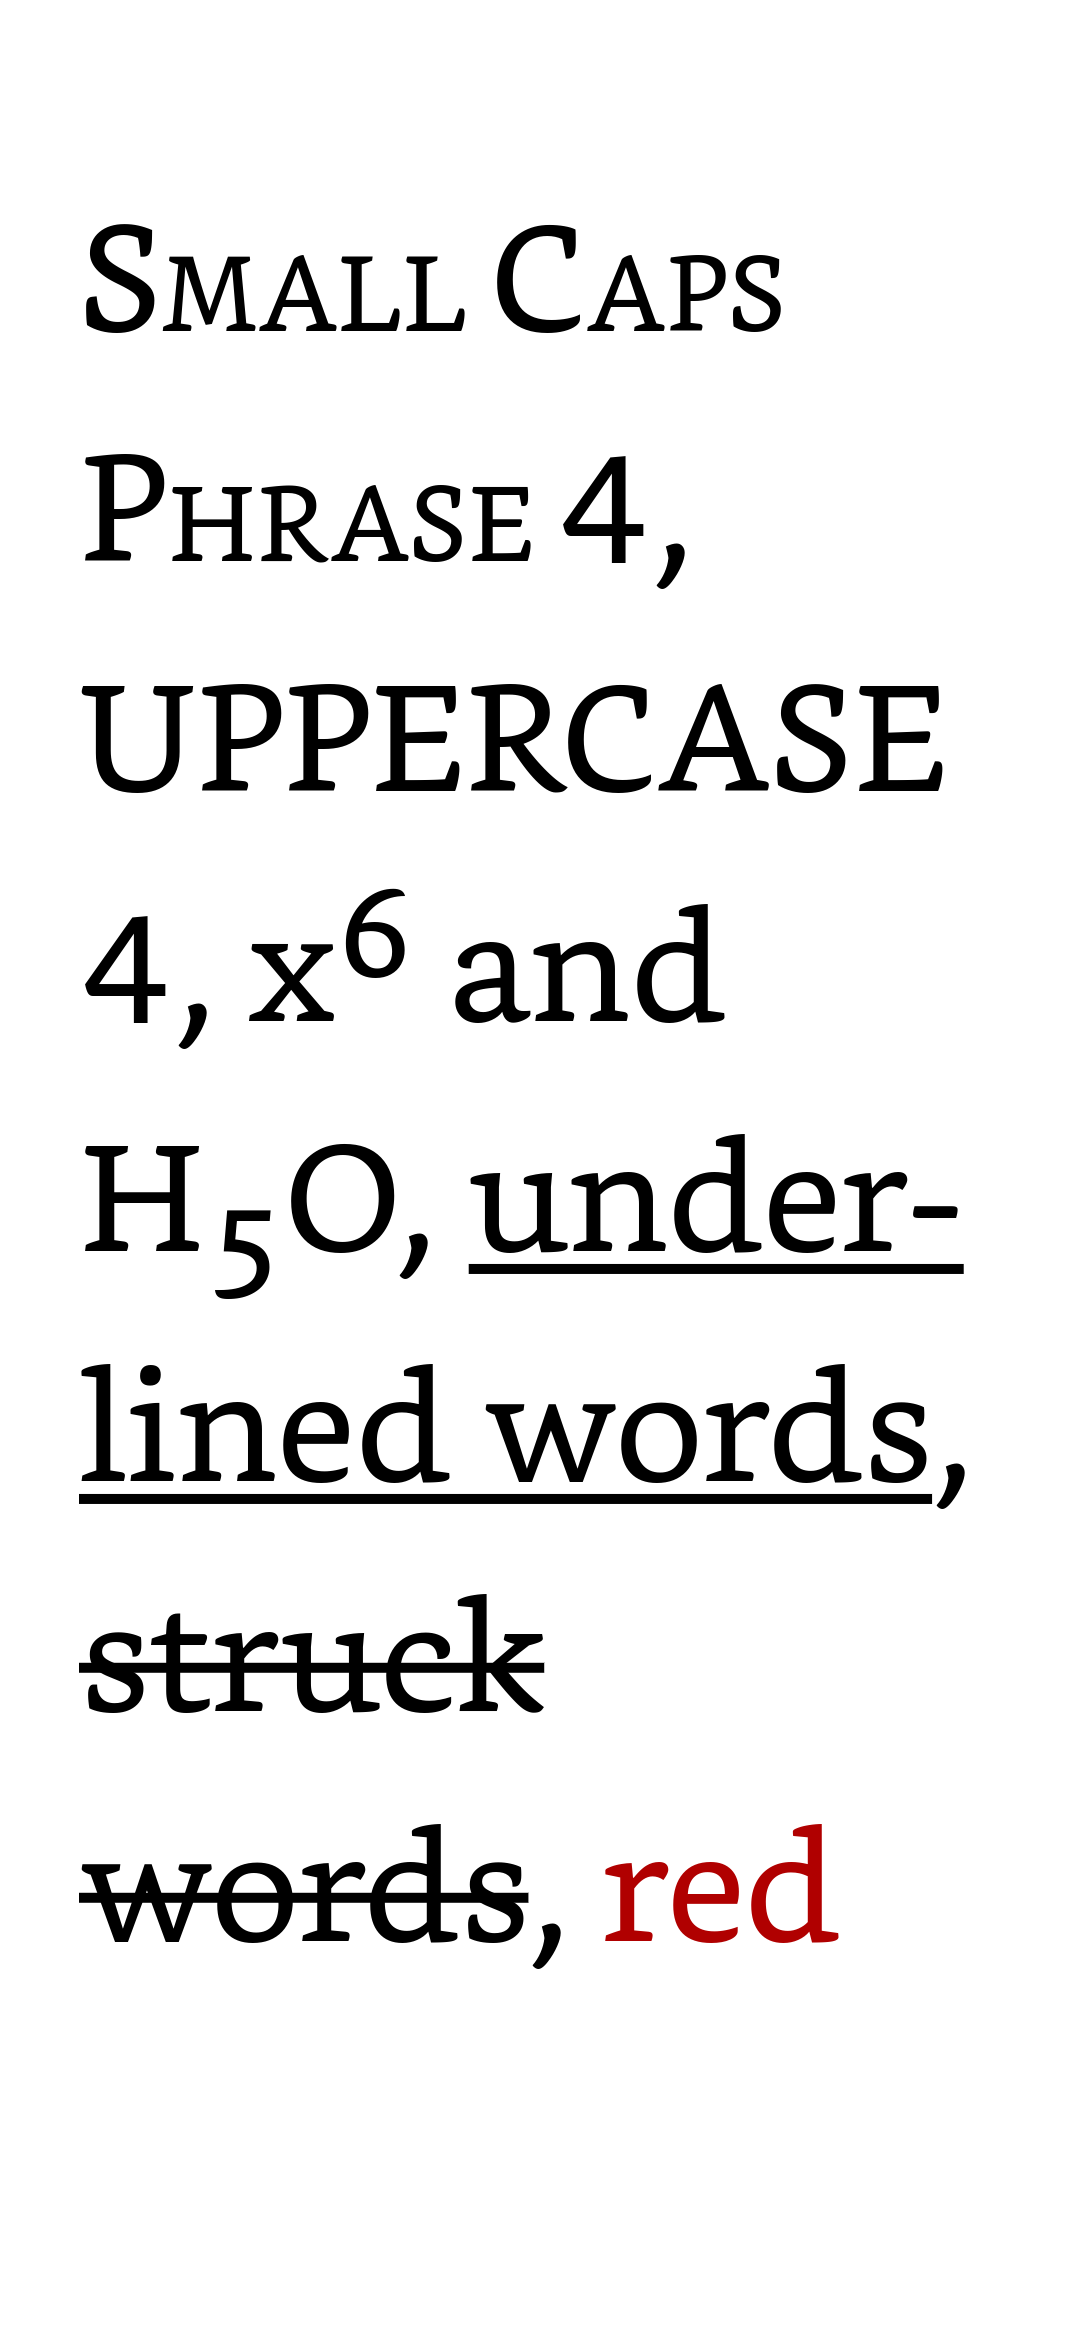 Small Caps
Phrase 4,
UPPERCASE
4, x⁶ and
H₅O, under-
lined words,
struck
words, red